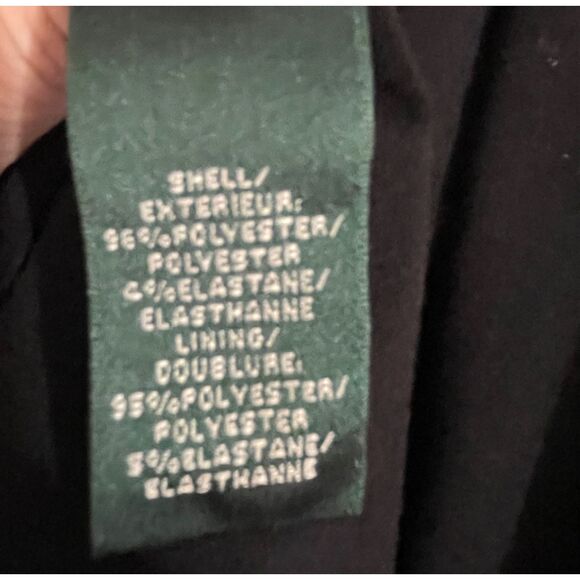 SHELL/
EXTERIEUR:
96%POLYESTER/
POLYESTER
4%ELASTANE/
ELASTHANNE
LINING/
DOUBLURE:
95%POLYESTER/
POLYESTER
5%ELASTANE/
ELASTHANNE